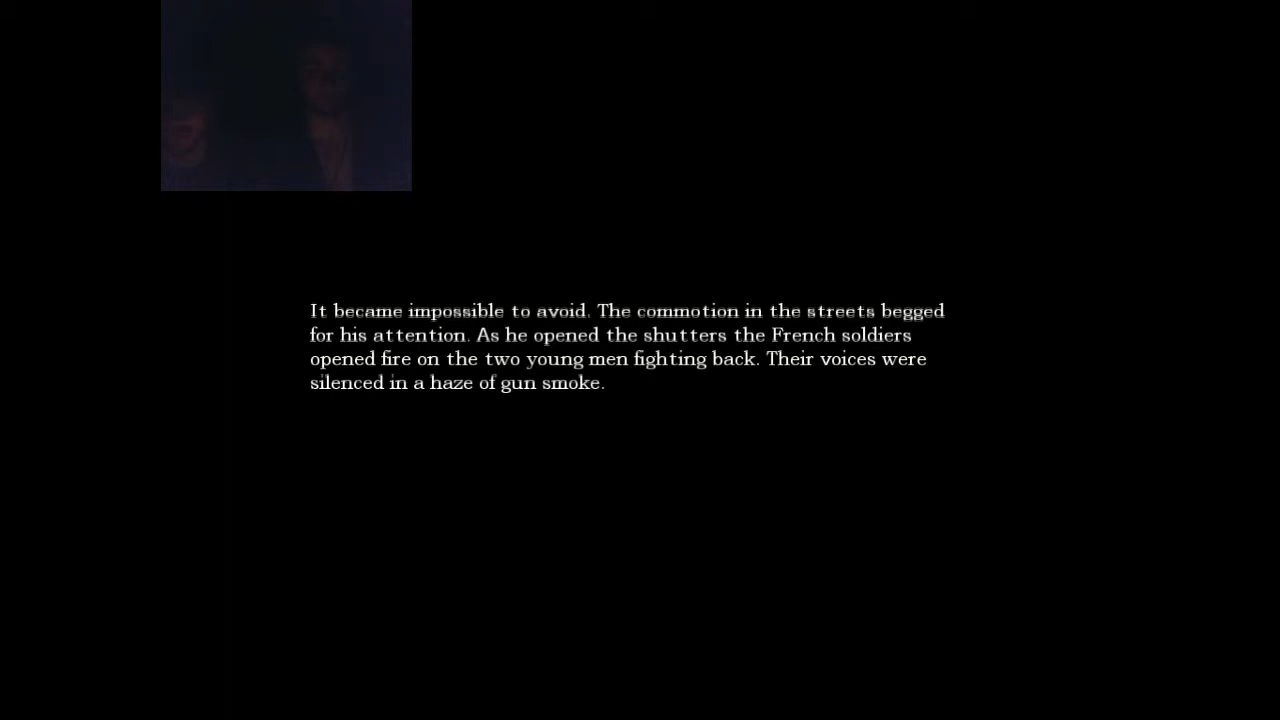 It became impossible to avoid. The commotion in the streets begged
for his attention. As he opened the shutters the French soldiers
opened fire on the two young men fighting back. Their voices were
silenced in a haze of gun smoke.